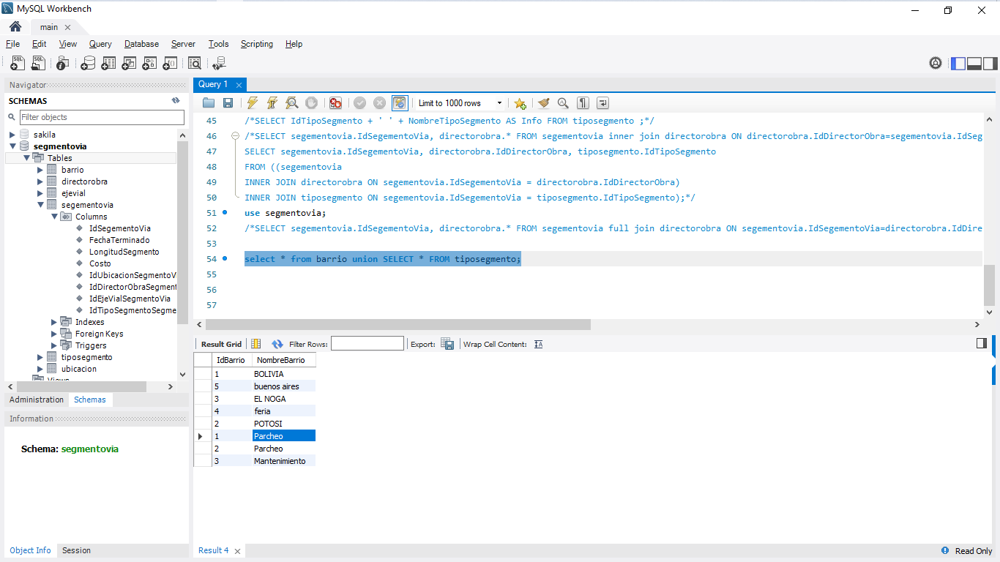 MySQL Workbench
main
File Edit View Query Database Server Tools Scripting Help
Navigator
SCHEMAS
Filter objects
sakila
segmentovia
Tables
barrio
directorobra
ejevial
segementovia
Columns
IdSegementoVia
FechaTerminado
LongitudSegmento
Costo
IdUbicacionSegmentoV
IdDirectorObraSegment
IdEjeVialSegmentoVia
IdTipoSegmentoSegme
Indexes
Foreign Keys
Triggers
tiposegmento
ubicacion
Views
Administration Schemas
Information
Schema: segmentovia
Object Info Session
Query 1
Limit to 1000 rows
45 /*SELECT IdTipoSegmento + ' ' + NombreTipoSegmento AS Info FROM tiposegmento ;*/
46 /*SELECT segementovia.IdSegementoVia, directorobra.* FROM segementovia inner join directorobra ON directorobra.IdDirectorObra=segementovia.IdSeg
47 SELECT segementovia.IdSegementoVia, directorobra.IdDirectorObra, tiposegmento.IdTipoSegmento
48 FROM ((segementovia
49 INNER JOIN directorobra ON segementovia.IdSegementoVia = directorobra.IdDirectorObra)
50 INNER JOIN tiposegmento ON segementovia.IdSegementoVia = tiposegmento.IdTipoSegmento);*/
51 use segmentovia;
52 /*SELECT segementovia.IdSegementoVia, directorobra.* FROM segementovia full join directorobra ON segementovia.IdSegementoVia=directorobra.IdDire
53
54 select * from barrio union SELECT * FROM tiposegmento;
55
56
57
Result Grid Filter Rows: Export: Wrap Cell Content:
IdBarrio NombreBarrio
1 BOLIVIA
5 buenos aires
3 EL NOGA
4 feria
2 POTOSI
1 Parcheo
2 Parcheo
3 Mantenimiento
Result 4
Read Only